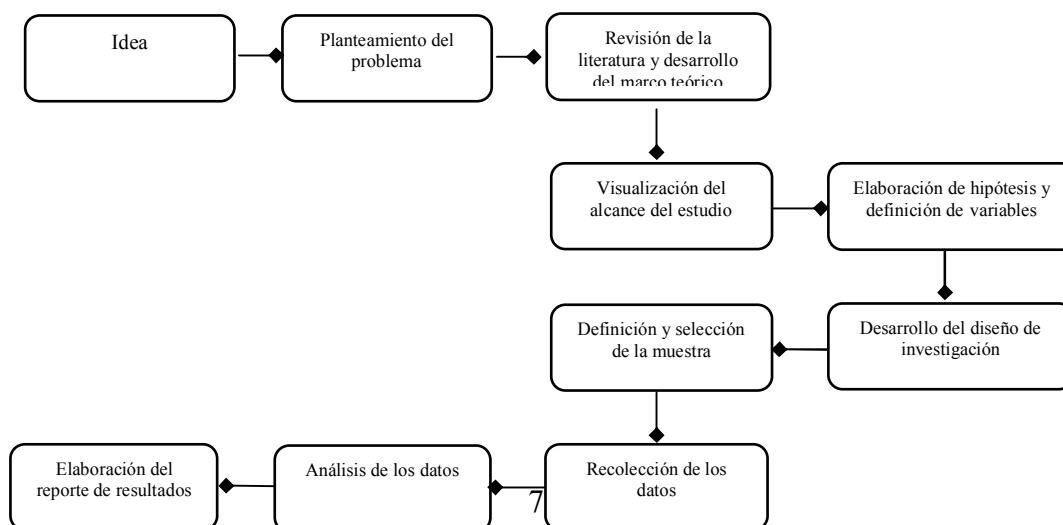 Idea
Planteamiento del
problema
Revisión de la
literatura y desarrollo
del marco teórico
Visualización del
alcance del estudio
Elaboración de hipótesis y
definición de variables
Desarrollo del diseño de
investigación
Definición y selección
de la muestra
Recolección de los
datos
Análisis de los datos
Elaboración del
reporte de resultados
7